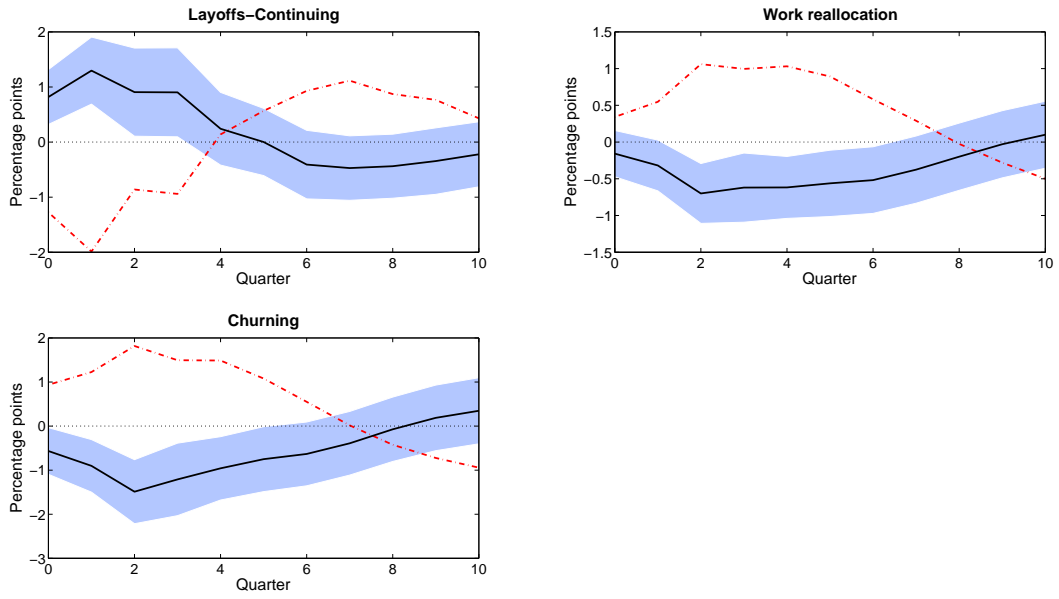 Layoffs−Continuing
Percentage points
2
1
0
−1
−2
0 2 4 6 8 10
Quarter
Work reallocation
Percentage points
1.5
1
0.5
0
−0.5
−1
−1.5
0 2 4 6 8 10
Quarter
Churning
Percentage points
2
1
0
−1
−2
−3
0 2 4 6 8 10
Quarter